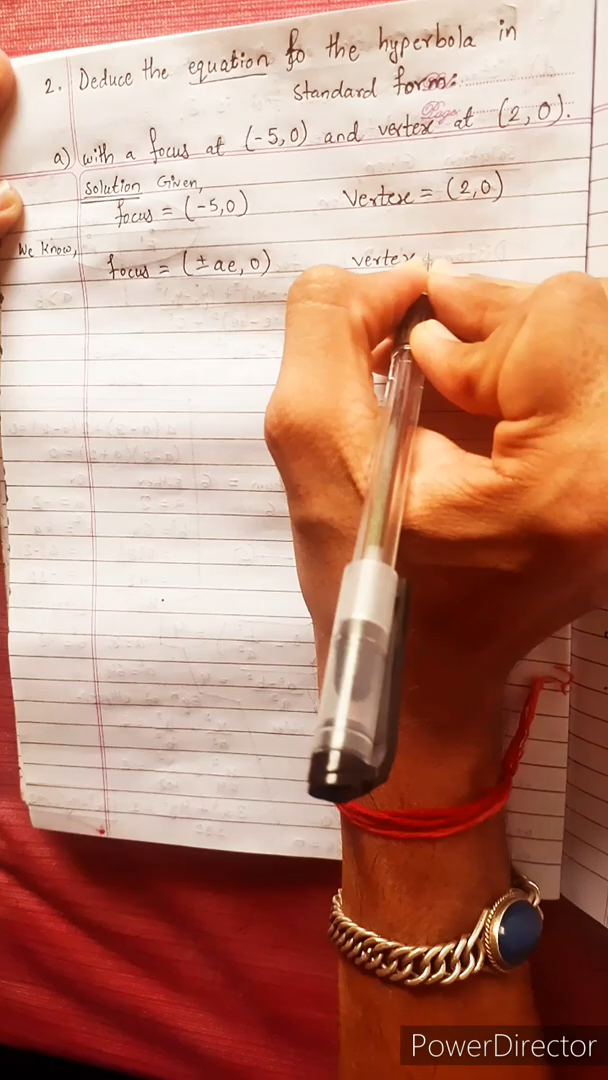 2. Deduce the equation fo the hyperbola in
standard form:
a) with a focus at (-5,0) and vertex at (2,0).
Solution Given,
focus = (-5,0) Vertex = (2,0)
We know,
focus = (±ae, 0) vertex
PowerDirector